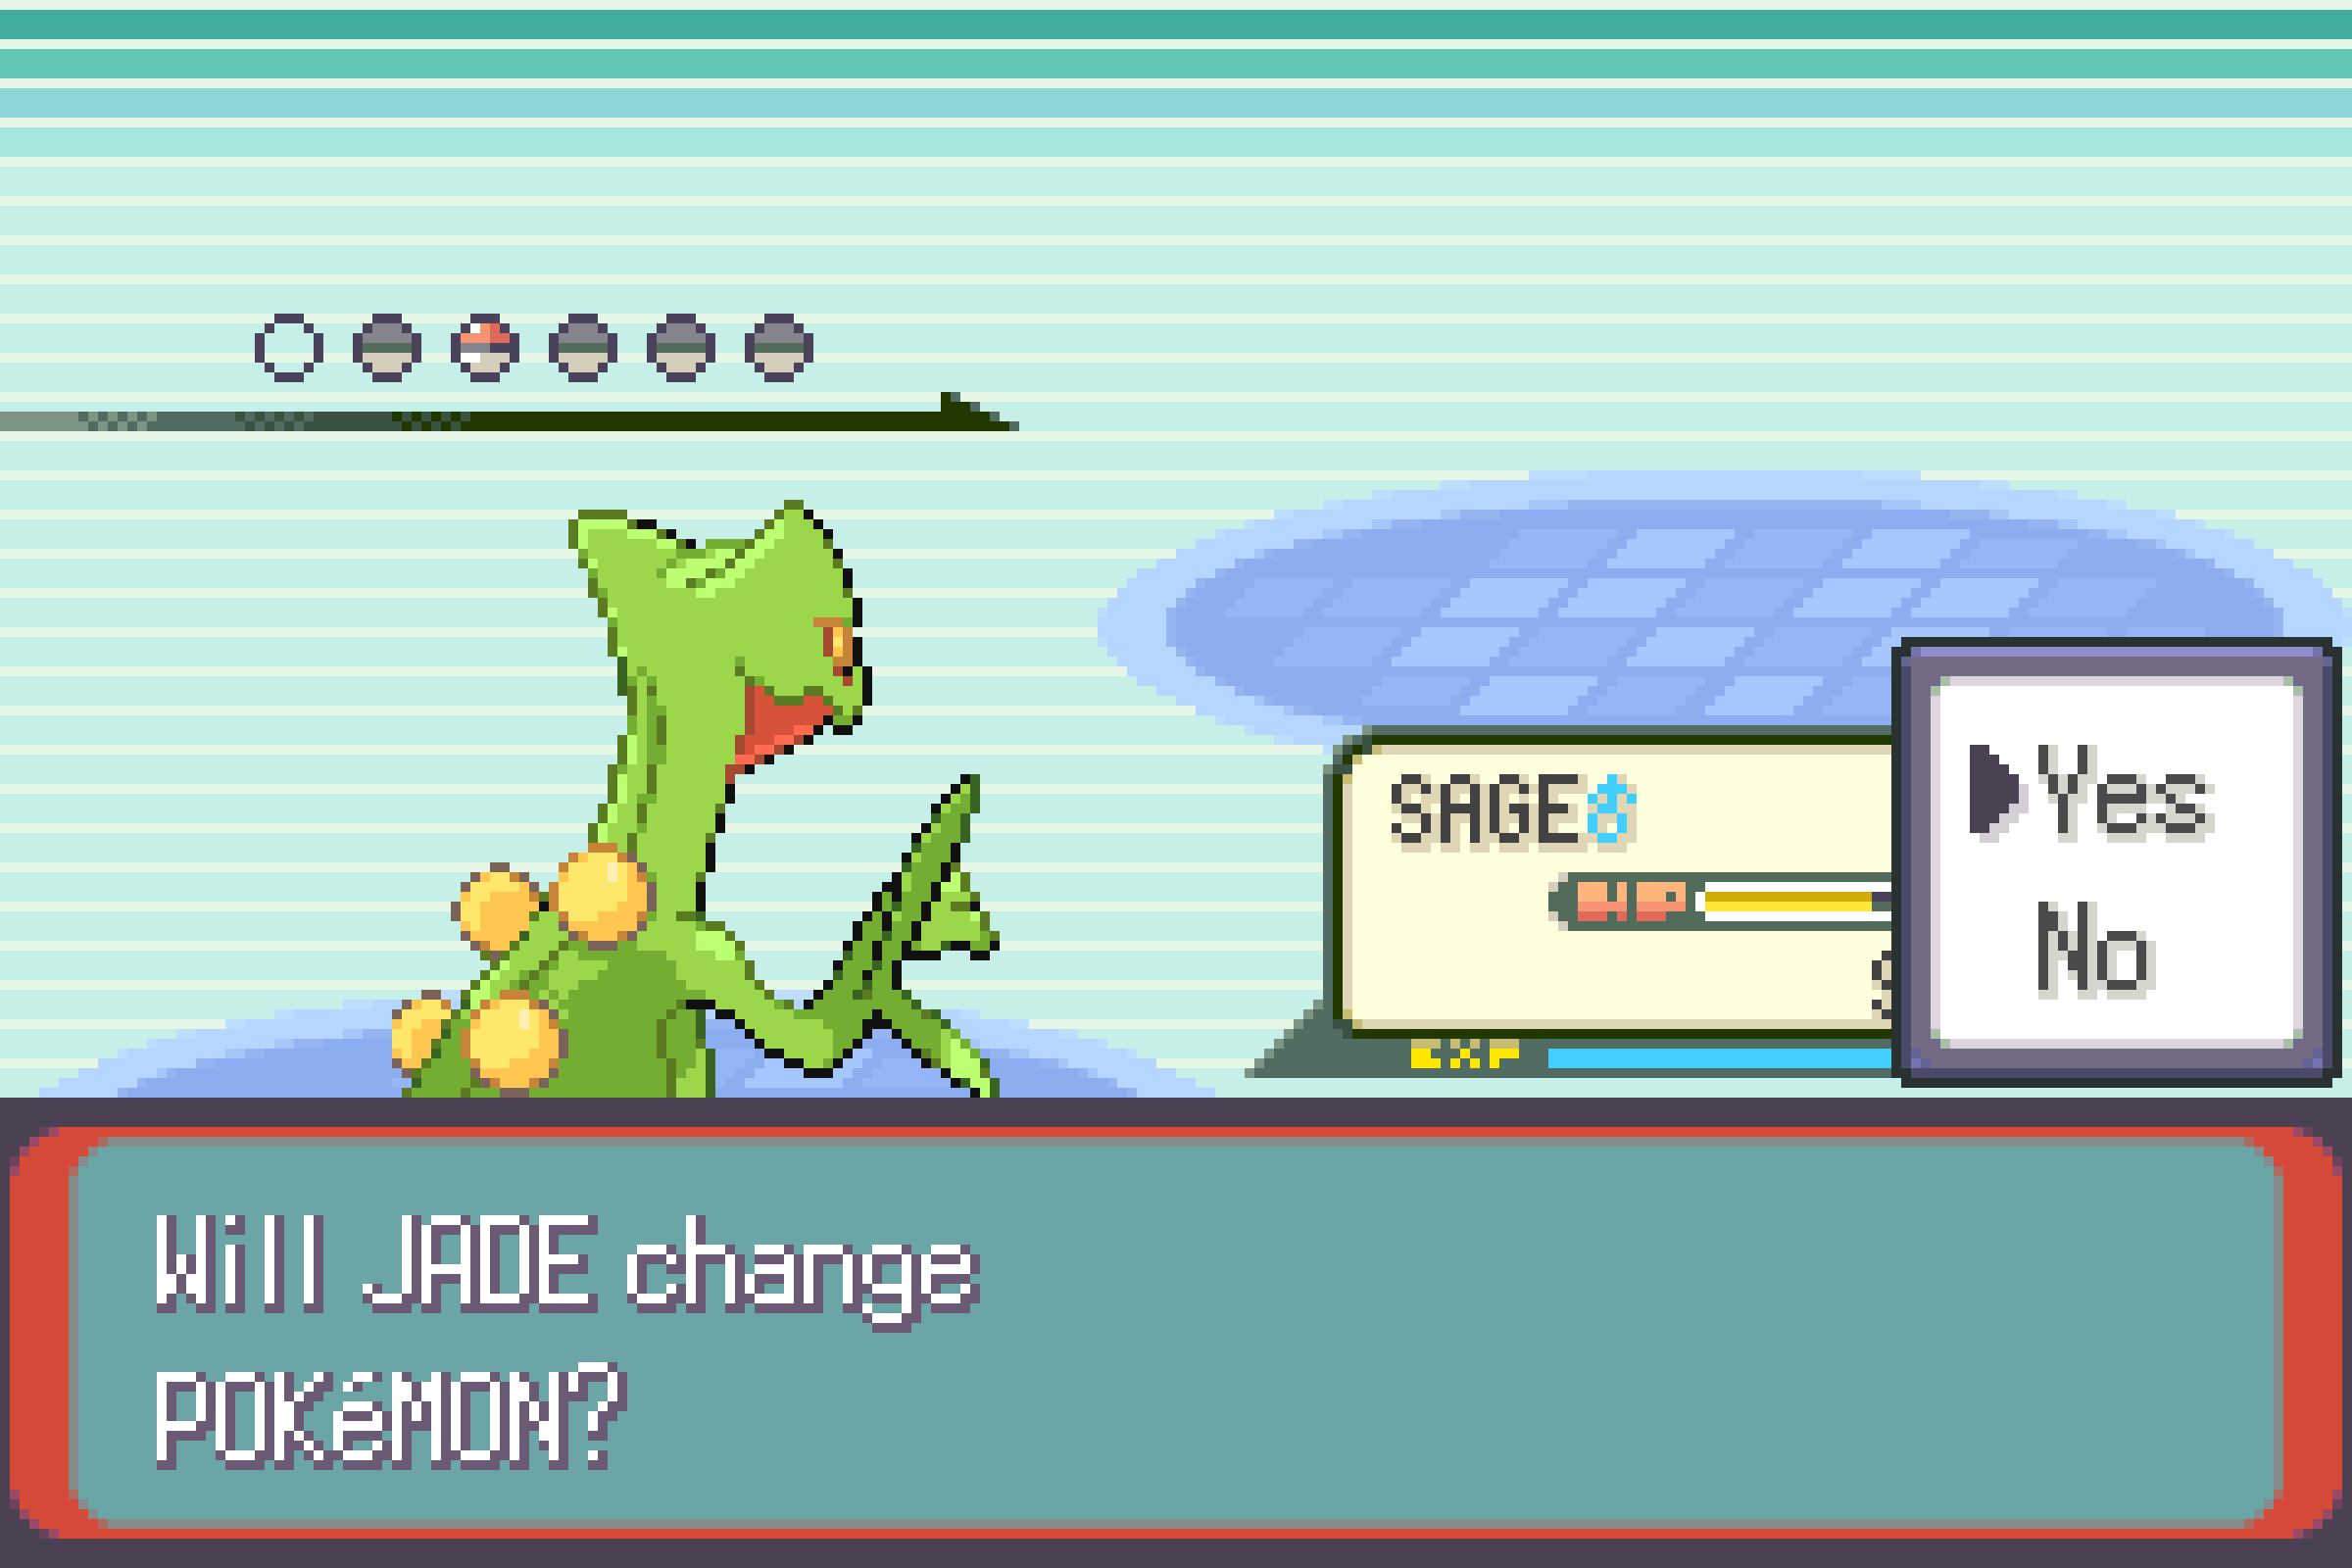 SAGE♂
HP
EXP
Yes
No
Will JADE change
POKéMON?